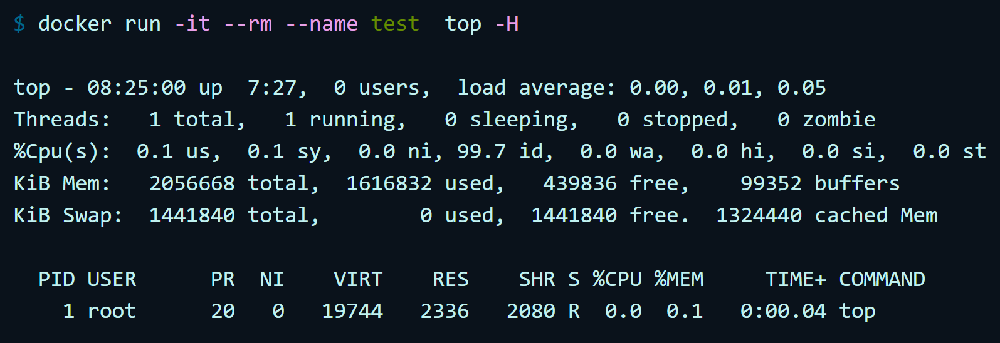 $ docker run -it --rm --name test  top -H
top - 08:25:00 up  7:27,  0 users,  load average: 0.00, 0.01, 0.05
Threads:   1 total,   1 running,   0 sleeping,   0 stopped,   0 zombie
%Cpu(s):  0.1 us,  0.1 sy,  0.0 ni, 99.7 id,  0.0 wa,  0.0 hi,  0.0 si,  0.0 st
KiB Mem:   2056668 total,  1616832 used,   439836 free,    99352 buffers
KiB Swap:  1441840 total,        0 used,  1441840 free.  1324440 cached Mem
  PID USER      PR  NI    VIRT    RES    SHR S %CPU %MEM     TIME+ COMMAND
    1 root      20   0   19744   2336   2080 R  0.0  0.1   0:00.04 top